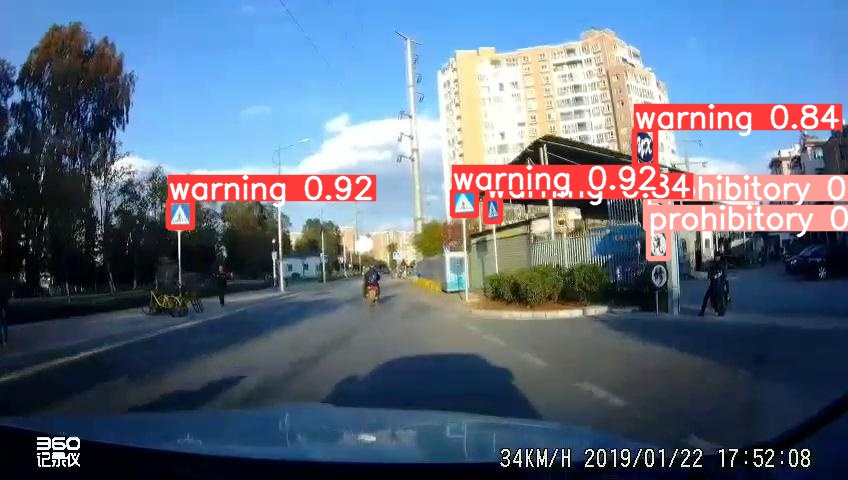 warning 0.84
warning 0.92
warning 0.92
hibitory 0
prohibitory 0
360
记录仪
34KM/H 2019/01/22 17:52:08